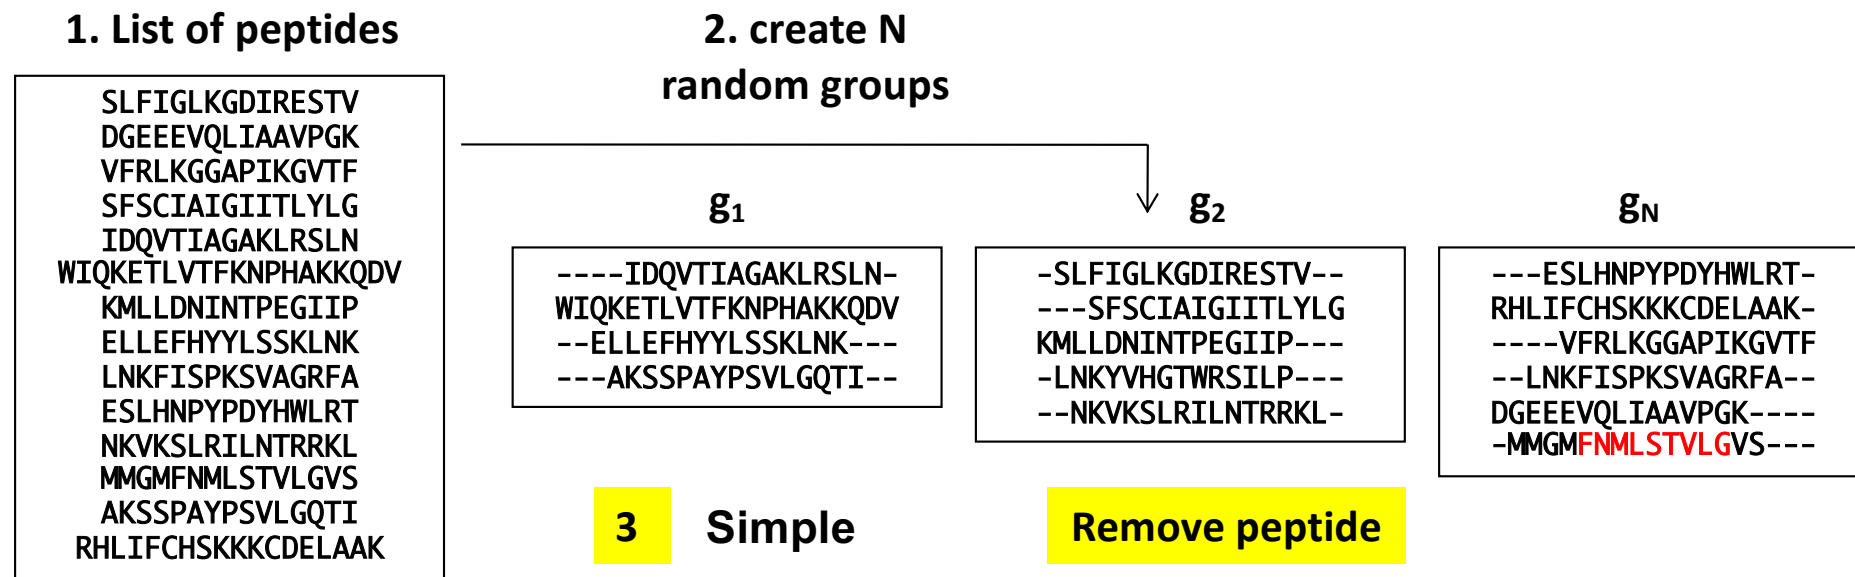 1. List of peptides
SLFIGLKGDIRESTV
DGEEEVQLIAAVPGK
VFRLKGGAPIKGVTF
SFSCIAIGIITLYLG
IDQVTIAGAKLRSLN
WIQKETLVTFKNPHAKKQDV
KMLLDNINTPEGIIP
ELLEFHYYLSSKLNK
LNKFISPKSVAGRFA
ESLHNPYPDYHWLRT
NKVKSLRILNTRRKL
MMGMFNMLSTVLGVS
AKSSPAYPSVLGQTI
RHLIFCHSKKKCDELAAK
2. create N
random groups
g1
----IDQVTIAGAKLRSLN-
WIQKETLVTFKNPHAKKQDV
--ELLEFHYYLSSKLNK---
---AKSSPAYPSVLGQTI--
g2
-SLFIGLKGDIRESTV--
---SFSCIAIGIITLYLG
KMLLDNINTPEGIIP---
-LNKYVHGTWRSILP---
--NKVKSLRILNTRRKL-
gN
---ESLHNPYPDYHWLRT-
RHLIFCHSKKKCDELAAK-
----VFRLKGGAPIKGVTF
--LNKFISPKSVAGRFA--
DGEEEVQLIAAVPGK----
-MMGMFNMLSTVLGVS---
3 Simple
Remove peptide